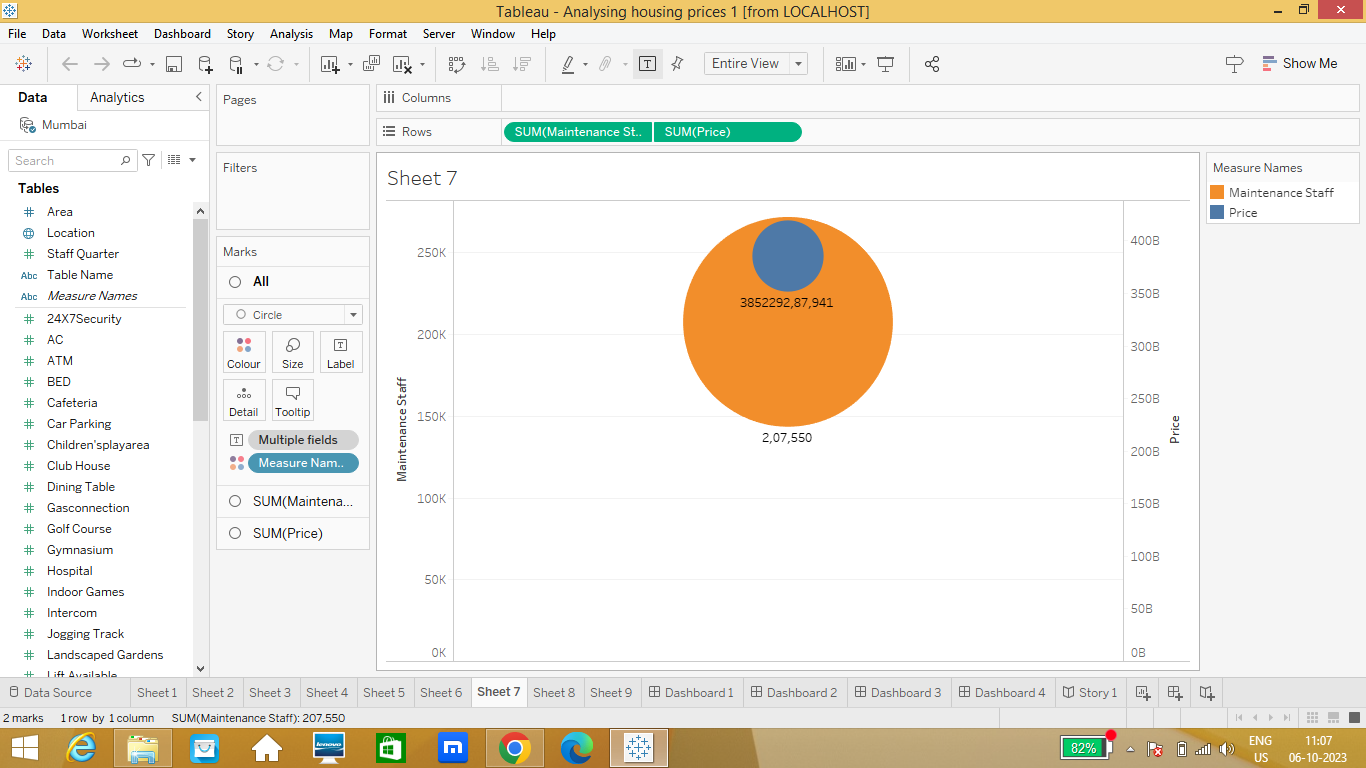 Tableau - Analysing housing prices 1 [from LOCALHOST]
File Data Worksheet Dashboard Story Analysis Map Format Server Window Help
Entire View
Show Me
Data Analytics
Mumbai
Search
Tables
Area
Location
Staff Quarter
Abc Table Name
Abc Measure Names
24X7Security
AC
ATM
BED
Cafeteria
Car Parking
Children'splayarea
Club House
Dining Table
Gasconnection
Golf Course
Gymnasium
Hospital
Indoor Games
Intercom
Jogging Track
Landscaped Gardens
Lift Available
Pages
Filters
Marks
All
Circle
Colour Size Label
Detail Tooltip
Multiple fields
Measure Nam..
SUM(Maintena...
SUM(Price)
Columns
Rows SUM(Maintenance St.. SUM(Price)
Sheet 7
Maintenance Staff
250K
200K
150K
100K
50K
0K
3852292,87,941
2,07,550
400B
350B
300B
250B
200B
150B
100B
50B
0B
Price
Measure Names
Maintenance Staff
Price
Data Source Sheet 1 Sheet 2 Sheet 3 Sheet 4 Sheet 5 Sheet 6 Sheet 7 Sheet 8 Sheet 9 Dashboard 1 Dashboard 2 Dashboard 3 Dashboard 4 Story 1
2 marks 1 row by 1 column SUM(Maintenance Staff): 207,550
lenovo
82%
ENG
US
11:07
06-10-2023